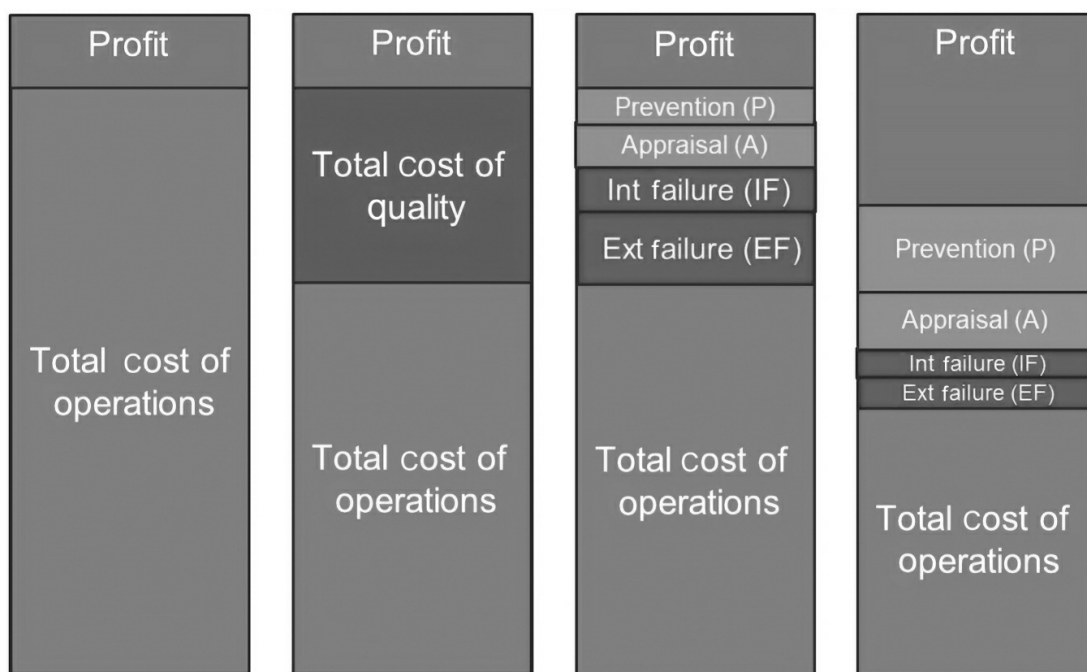 Profit
Total cost of
operations
Profit
Total cost of
quality
Total cost of
operations
Profit
Prevention (P)
Appraisal (A)
Int failure (IF)
Ext failure (EF)
Total cost of
operations
Profit
Prevention (P)
Appraisal (A)
Int failure (IF)
Ext failure (EF)
Total cost of
operations